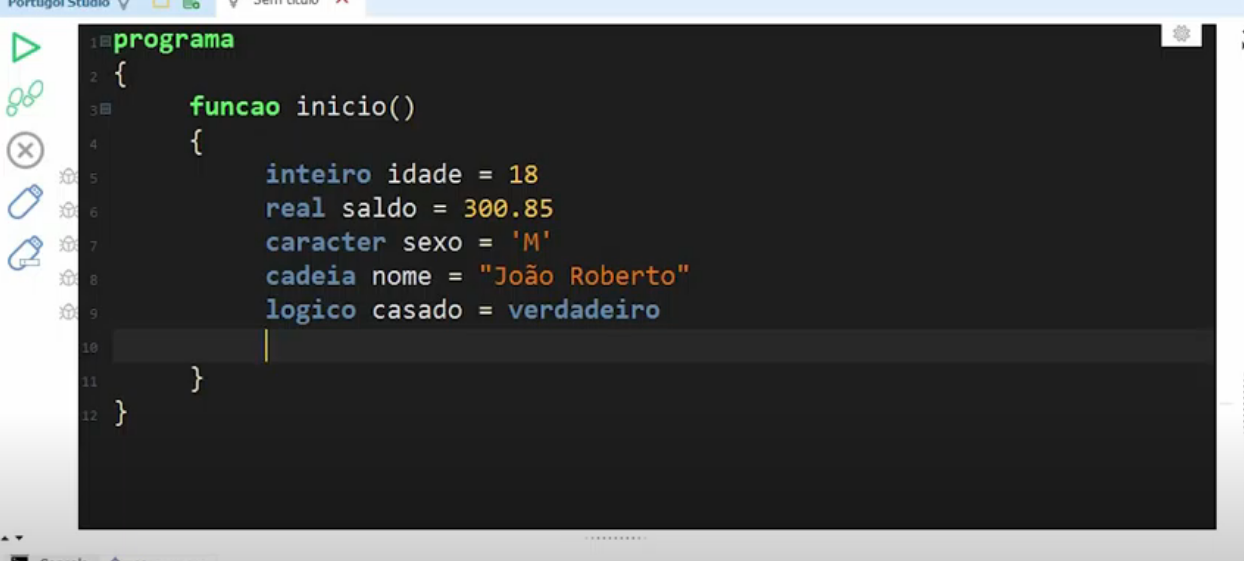 Portugol Studio Sem título
1 programa
2 {
3 funcao inicio()
4 {
5 inteiro idade = 18
6 real saldo = 300.85
7 caracter sexo = 'M'
8 cadeia nome = "João Roberto"
9 logico casado = verdadeiro
10
11 }
12 }